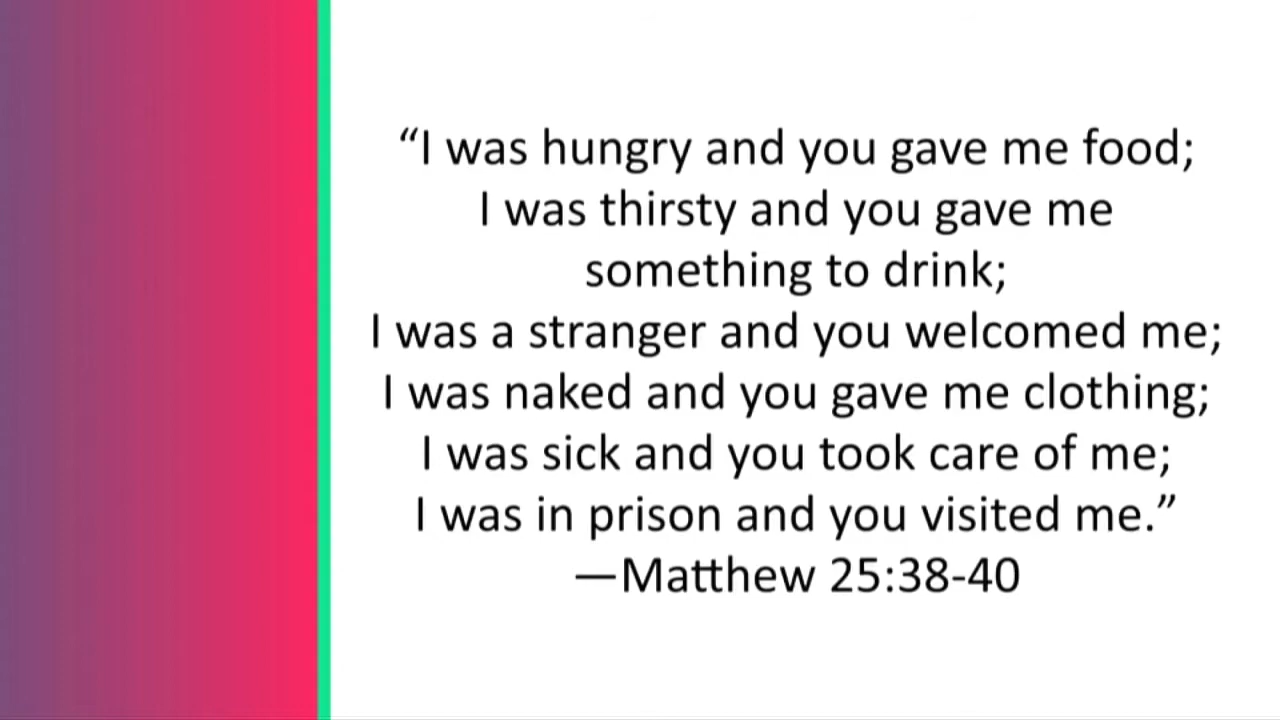 “I was hungry and you gave me food;
I was thirsty and you gave me
something to drink;
I was a stranger and you welcomed me;
I was naked and you gave me clothing;
I was sick and you took care of me;
I was in prison and you visited me.”
—Matthew 25:38-40